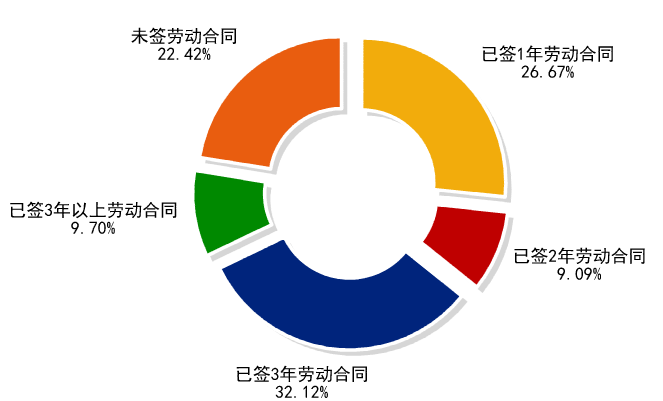 未签劳动合同
22.42%
已签1年劳动合同
26.67%
已签3年以上劳动合同
9.70%
已签2年劳动合同
9.09%
已签3年劳动合同
32.12%